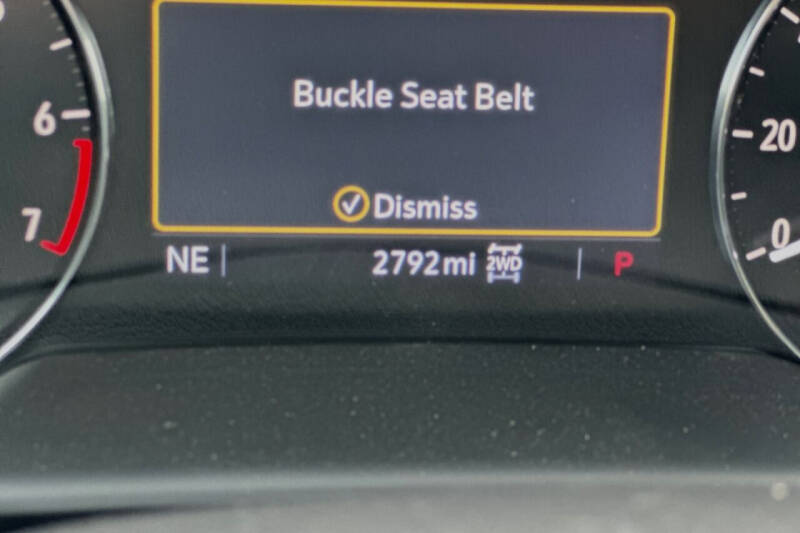 Buckle Seat Belt
Dismiss
NE
2792mi 2WD
P
6
7
20
0